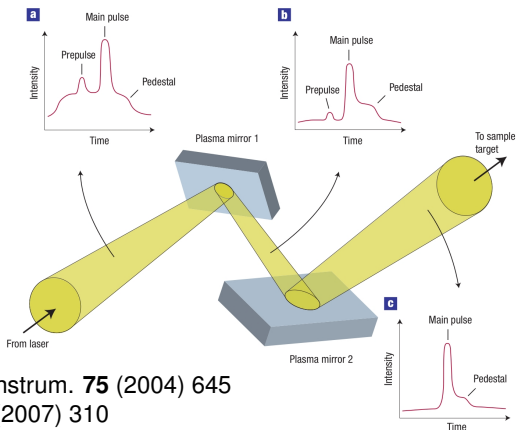 a
Main pulse
Prepulse
Pedestal
Intensity
Time
b
Main pulse
Prepulse
Pedestal
Intensity
Time
Plasma mirror 1
To sample
target
From laser
Plasma mirror 2
c
Main pulse
Pedestal
Intensity
Time
nstrum. 75 (2004) 645
(2007) 310